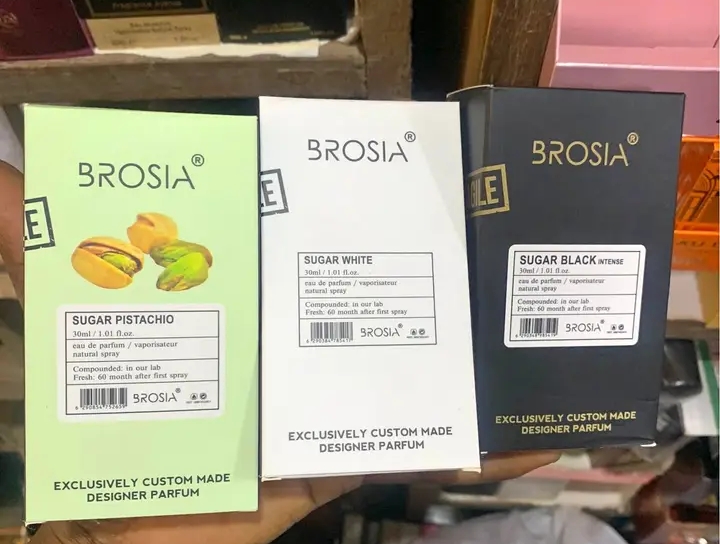 BROSIA®
LE
SUGAR PISTACHIO
30ml / 1.01 fl.oz.
eau de parfum / vaporisateur
natural spray
Compounded: in our lab
Fresh: 60 month after first spray
BROSIA®
EXCLUSIVELY CUSTOM MADE
DESIGNER PARFUM
BROSIA®
LE
SUGAR WHITE
30ml / 1.01 fl.oz.
eau de parfum / vaporisateur
natural spray
Compounded: in our lab
Fresh: 60 month after first spray
BROSIA®
EXCLUSIVELY CUSTOM MADE
DESIGNER PARFUM
BROSIA®
GILE
SUGAR BLACK INTENSE
30ml / 1.01 fl.oz.
eau de parfum / vaporisateur
natural spray
Compounded: in our lab
Fresh: 60 month after first spray
BROSIA®
EXCLUSIVELY CUSTOM MADE
DESIGNER PARFUM